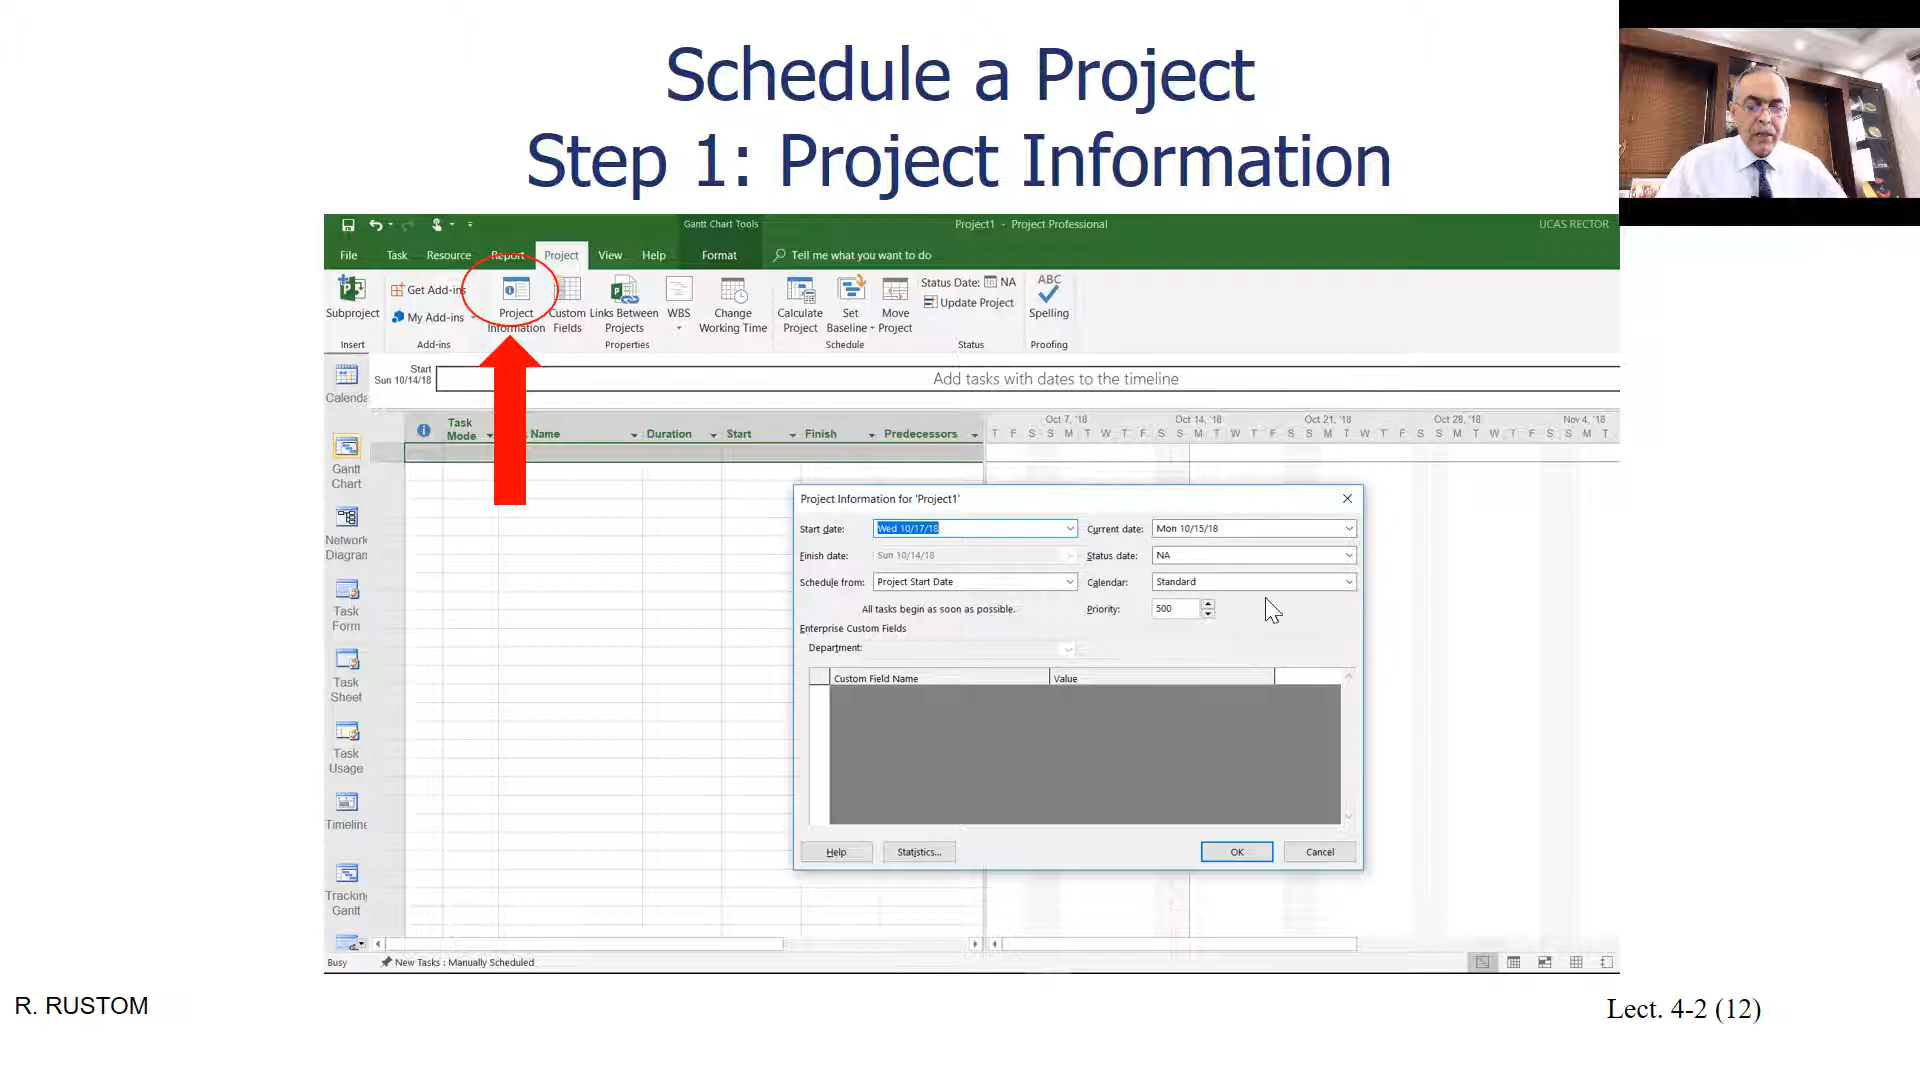 Schedule a Project
Step 1: Project Information
Gantt Chart Tools
Project1 - Project Professional
UCAS RECTOR
File Task Resource Report Project View Help Format Tell me what you want to do
Subproject
Get Add-ins
My Add-ins
Project Information
Custom Fields
Links Between Projects
WBS
Change Working Time
Calculate Project
Set Baseline
Move Project
Status Date: NA
Update Project
ABC
Spelling
Insert Add-ins Properties Schedule Status Proofing
Start
Sun 10/14/18
Add tasks with dates to the timeline
Calenda
Gantt
Chart
Network
Diagram
Task
Form
Task
Sheet
Task
Usage
Timeline
Tracking
Gantt
Task Mode
Name
Duration
Start
Finish
Predecessors
Oct 7, '18 Oct 14, '18 Oct 21, '18 Oct 28, '18 Nov 4, '18
T F S S M T W T F S S M T W T F S S M T W T F S S M T W T F S S M T
Project Information for 'Project1'
Start date: Wed 10/17/18 Current date: Mon 10/15/18
Finish date: Sun 10/14/18 Status date: NA
Schedule from: Project Start Date Calendar: Standard
All tasks begin as soon as possible. Priority: 500
Enterprise Custom Fields
Department:
Custom Field Name Value
Help Statistics... OK Cancel
Busy New Tasks : Manually Scheduled
R. RUSTOM
Lect. 4-2 (12)